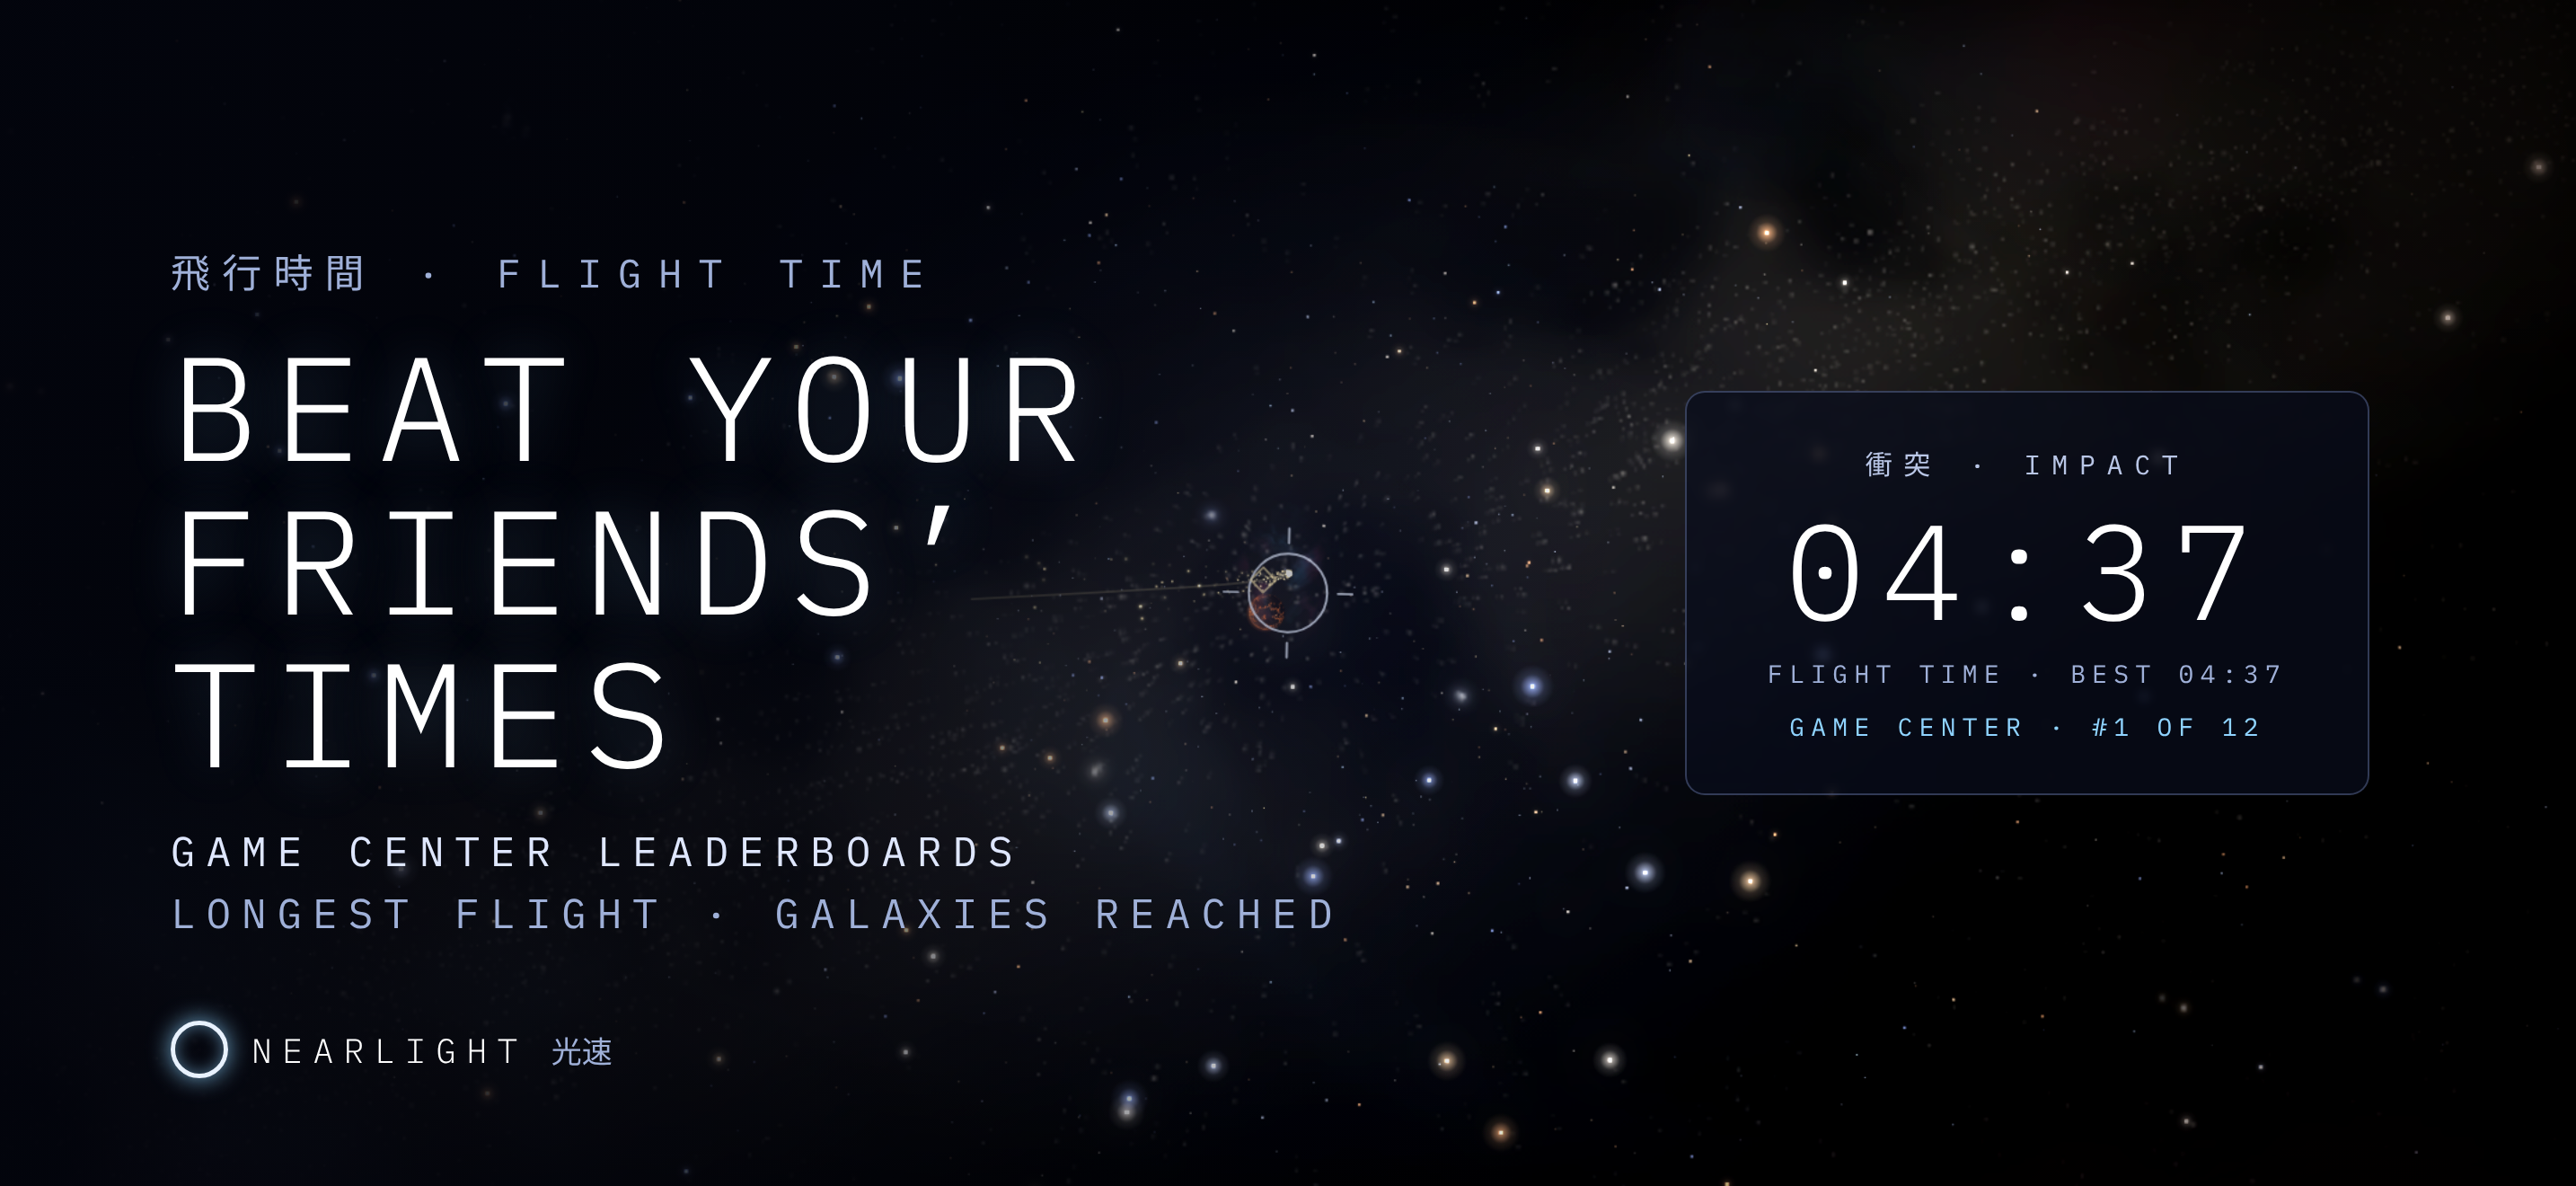 飛行時間 · FLIGHT TIME
BEAT YOUR
FRIENDS’
TIMES
GAME CENTER LEADERBOARDS
LONGEST FLIGHT · GALAXIES REACHED
NEARLIGHT 光速
衝突 · IMPACT
04:37
FLIGHT TIME · BEST 04:37
GAME CENTER · #1 OF 12